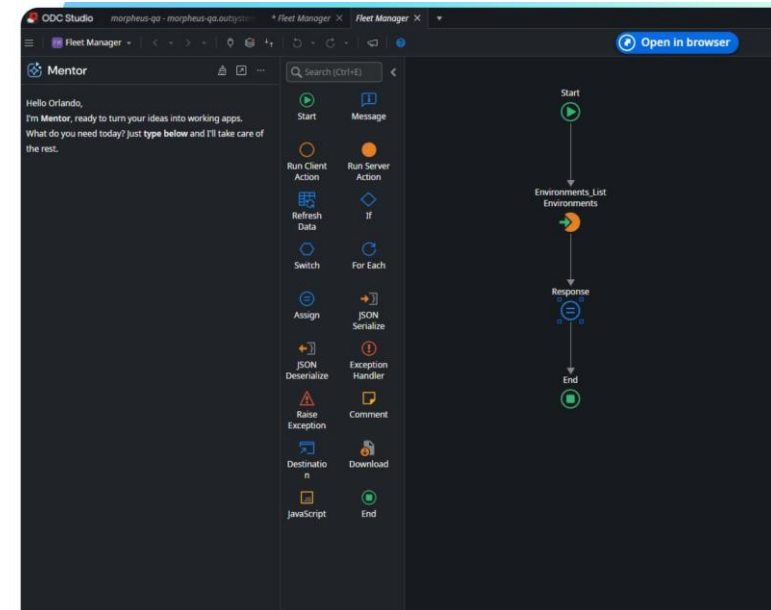 ODC Studio morpheus-qa - morpheus-qa.outsystem * Fleet Manager × Fleet Manager ×
FM Fleet Manager
Open in browser
Mentor
Hello Orlando,
I'm Mentor, ready to turn your ideas into working apps.
What do you need today? Just type below and I'll take care of
the rest.
Search (Ctrl+E)
Start Message
Run Client Run Server
Action Action
Refresh If
Data
Switch For Each
Assign JSON
Serialize
JSON Exception
Deserialize Handler
Raise Comment
Exception
Destinatio Download
n
JavaScript End
Start
Environments_List
Environments
Response
End